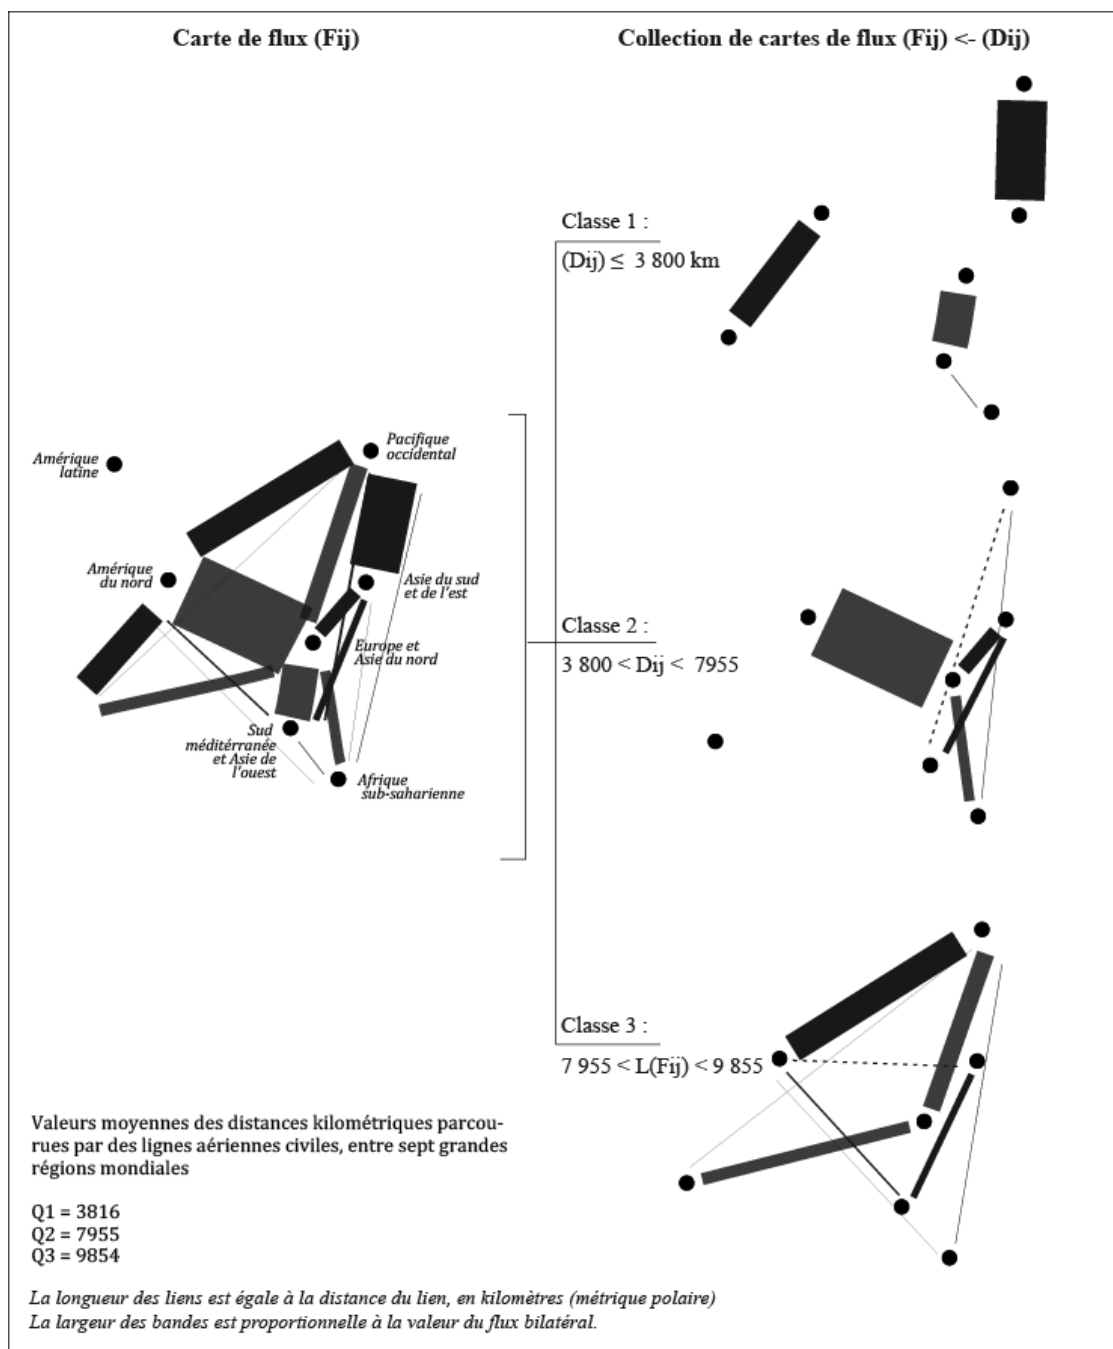 Carte de flux (Fij)
Collection de cartes de flux (Fij) <- (Dij)
Classe 1 :
(Dij) ≤ 3 800 km
Pacifique
occidental
Amérique
latine
Amérique
du nord
Asie du sud
et de l'est
Europe et
Asie du nord
Sud
méditérranée
et Asie de
l'ouest
Afrique
sub-saharienne
Classe 2 :
3 800 < Dij < 7955
Classe 3 :
7 955 < L(Fij) < 9 855
Valeurs moyennes des distances kilométriques parcou-
rues par des lignes aériennes civiles, entre sept grandes
régions mondiales
Q1 = 3816
Q2 = 7955
Q3 = 9854
La longueur des liens est égale à la distance du lien, en kilomètres (métrique polaire)
La largeur des bandes est proportionnelle à la valeur du flux bilatéral.